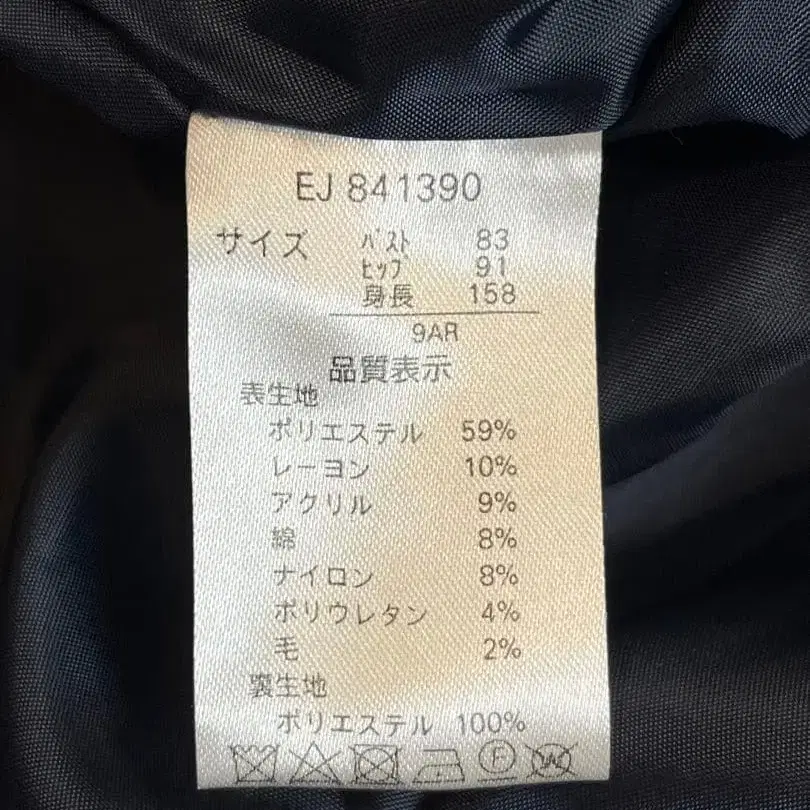 EJ 841390
サイズ バスト 83
ヒップ 91
身長 158
9AR
品質表示
表生地
ポリエステル 59%
レーヨン 10%
アクリル 9%
綿 8%
ナイロン 8%
ポリウレタン 4%
毛 2%
裏生地
ポリエステル 100%
F W